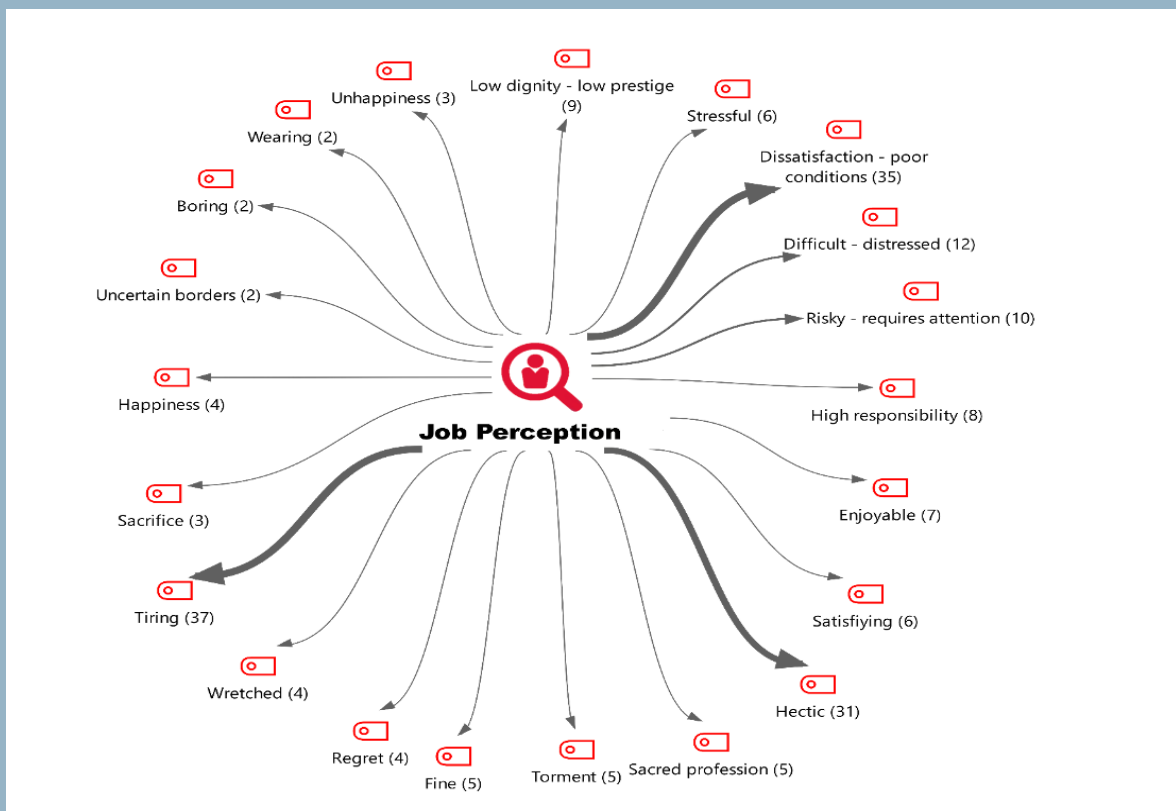 Low dignity - low prestige
(9)
Unhappiness (3)
Stressful (6)
Wearing (2)
Dissatisfaction - poor
conditions (35)
Boring (2)
Difficult - distressed (12)
Uncertain borders (2)
Risky - requires attention (10)
Happiness (4)
High responsibility (8)
Job Perception
Sacrifice (3)
Enjoyable (7)
Tiring (37)
Satisfiying (6)
Wretched (4)
Hectic (31)
Regret (4)
Fine (5)
Torment (5)
Sacred profession (5)